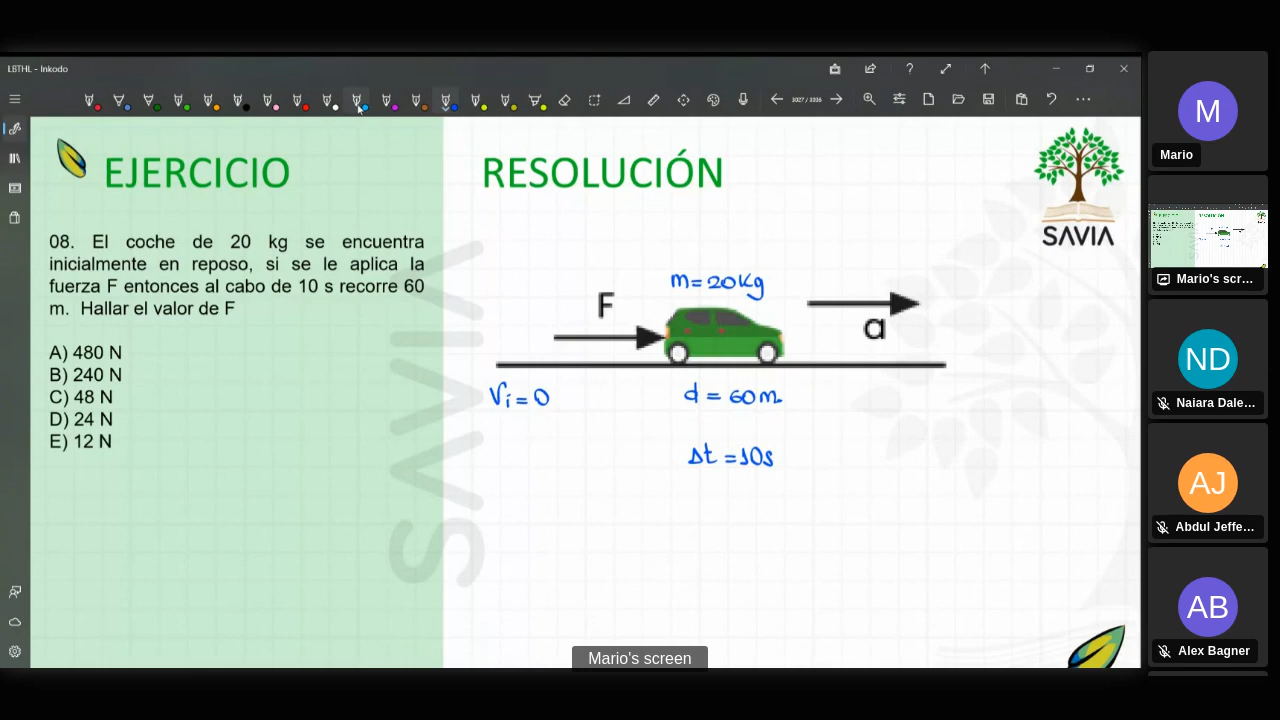 LBTHL - Inkodo
3027 / 3336
EJERCICIO
RESOLUCIÓN
SAVIA
08. El coche de 20 kg se encuentra
inicialmente en reposo, si se le aplica la
fuerza F entonces al cabo de 10 s recorre 60
m. Hallar el valor de F
A) 480 N
B) 240 N
C) 48 N
D) 24 N
E) 12 N
SAVIA
m=20Kg
F
a
Vi=0
d = 60m
Δt =10s
Mario's screen
M
Mario
Mario's scr...
ND
Naiara Dale...
AJ
Abdul Jeffe...
AB
Alex Bagner